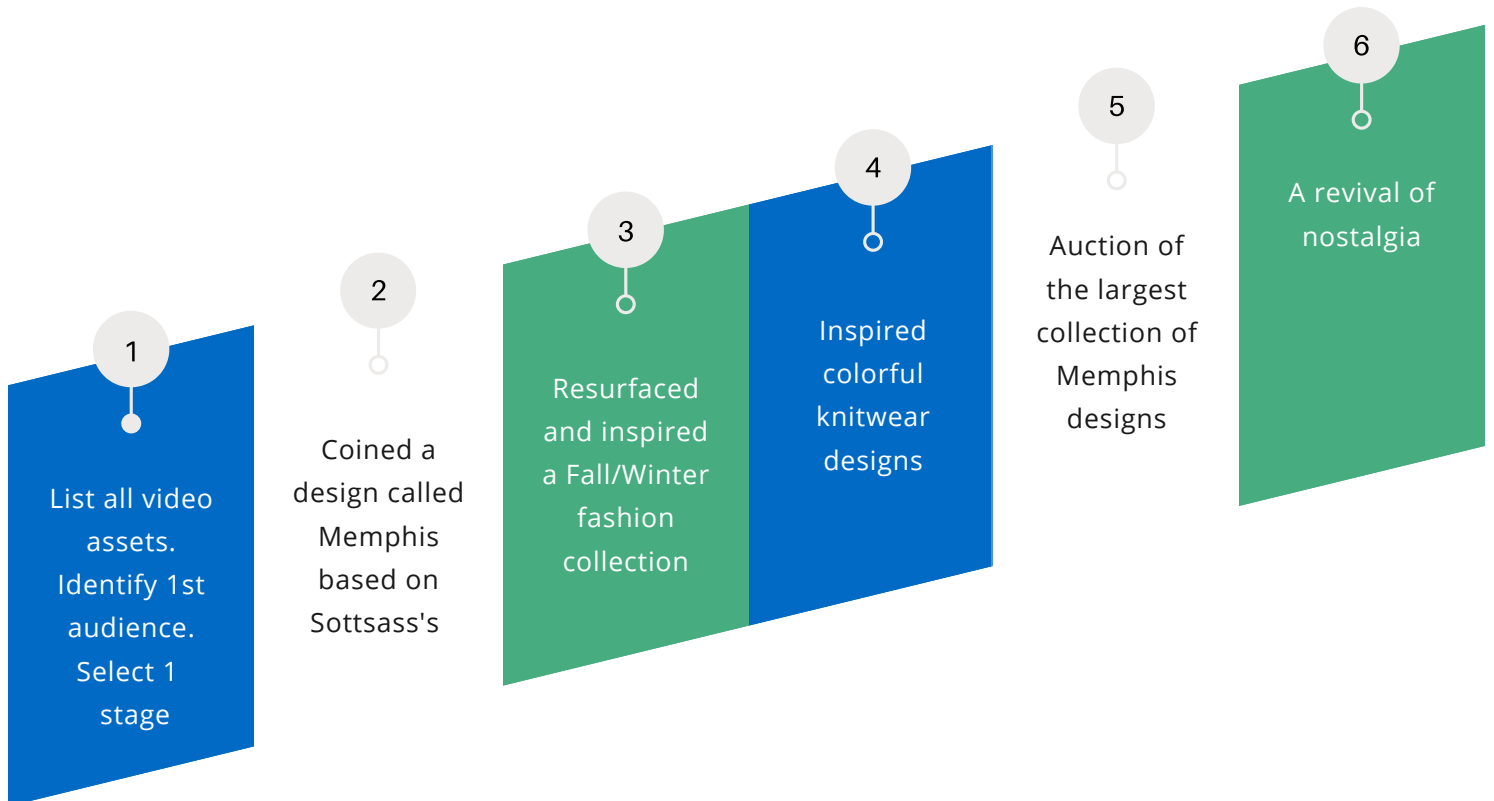 1
List all video
assets.
Identify 1st
audience.
Select 1
stage
2
Coined a
design called
Memphis
based on
Sottsass's
3
Resurfaced
and inspired
a Fall/Winter
fashion
collection
4
Inspired
colorful
knitwear
designs
5
Auction of
the largest
collection of
Memphis
designs
6
A revival of
nostalgia